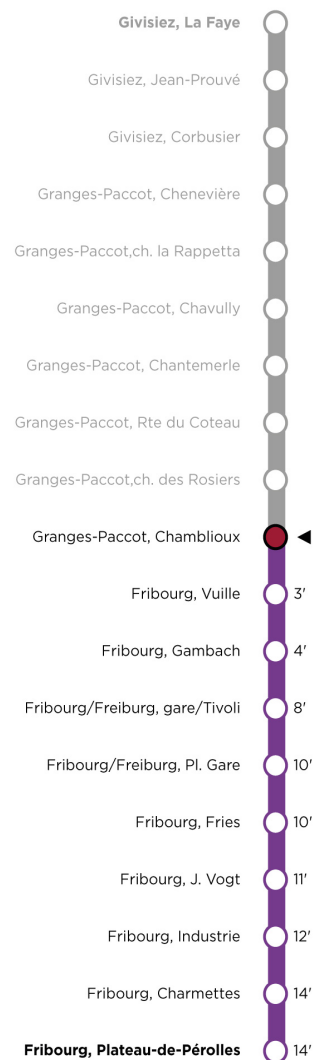 Givisiez, La Faye
Givisiez, Jean-Prouvé
Givisiez, Corbusier
Granges-Paccot, Chenevière
Granges-Paccot,ch. la Rappetta
Granges-Paccot, Chavully
Granges-Paccot, Chantemerle
Granges-Paccot, Rte du Coteau
Granges-Paccot,ch. des Rosiers
Granges-Paccot, Chamblioux
Fribourg, Vuille 3'
Fribourg, Gambach 4'
Fribourg/Freiburg, gare/Tivoli 8'
Fribourg/Freiburg, Pl. Gare 10'
Fribourg, Fries 10'
Fribourg, J. Vogt 11'
Fribourg, Industrie 12'
Fribourg, Charmettes 14'
Fribourg, Plateau-de-Pérolles 14'